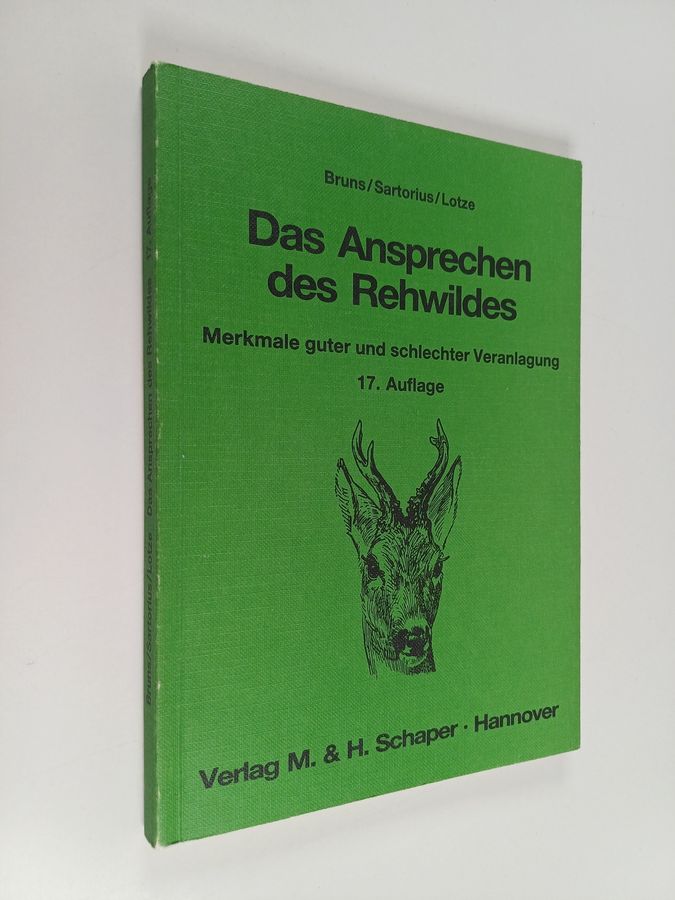 Bruns/Sartorius/Lotze
Das Ansprechen
des Rehwildes
Merkmale guter und schlechter Veranlagung
17. Auflage
Verlag M. & H. Schaper · Hannover
Bruns/Sartorius/Lotze Das Ansprechen des Rehwildes 17. Auflage